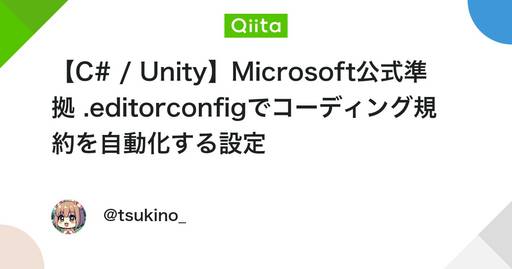 Qiita
【C# / Unity】Microsoft公式準
拠 .editorconfigでコーディング規
約を自動化する設定
@tsukino_